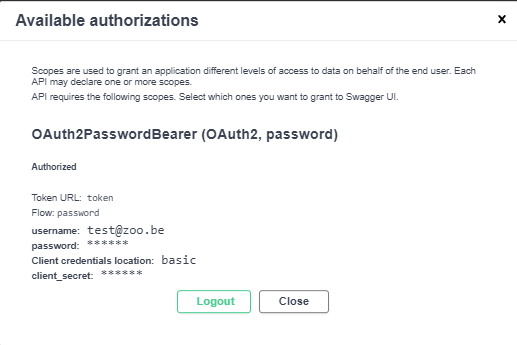 Available authorizations
×
Scopes are used to grant an application different levels of access to data on behalf of the end user. Each
API may declare one or more scopes.
API requires the following scopes. Select which ones you want to grant to Swagger UI.
OAuth2PasswordBearer (OAuth2, password)
Authorized
Token URL: token
Flow: password
username: test@zoo.be
password: ******
Client credentials location: basic
client_secret: ******
Logout
Close